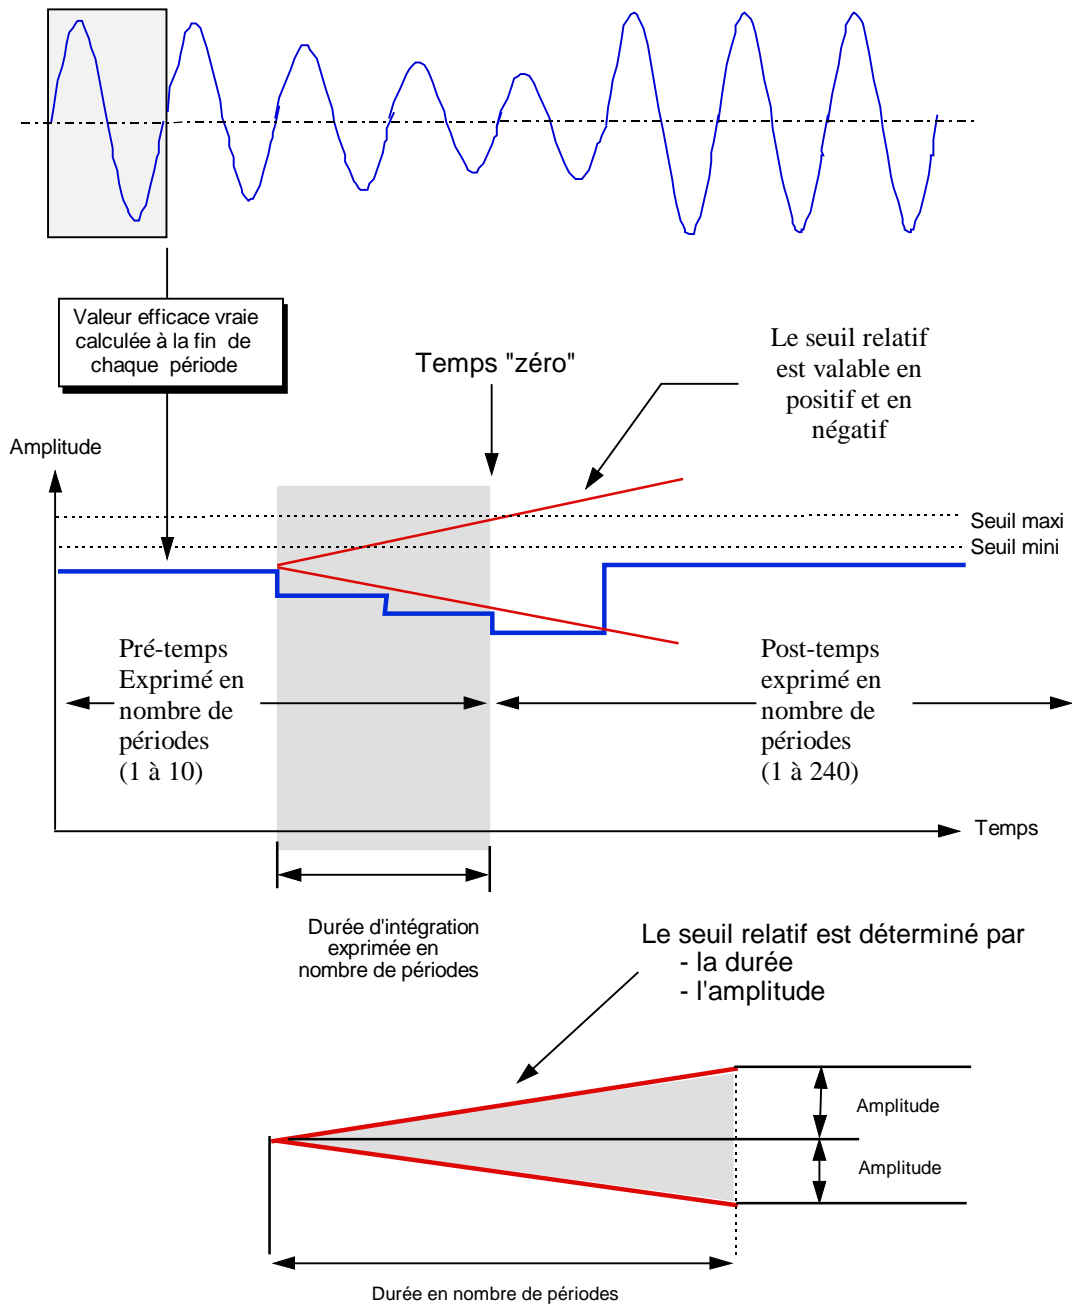 Valeur efficace vraie
calculée à la fin de
chaque période
Temps "zéro"
Le seuil relatif
est valable en
positif et en
négatif
Amplitude
Seuil maxi
Seuil mini
Pré-temps
Exprimé en
nombre de
périodes
(1 à 10)
Post-temps
exprimé en
nombre de
périodes
(1 à 240)
Temps
Durée d'intégration
exprimée en
nombre de périodes
Le seuil relatif est déterminé par
- la durée
- l'amplitude
Amplitude
Amplitude
Durée en nombre de périodes